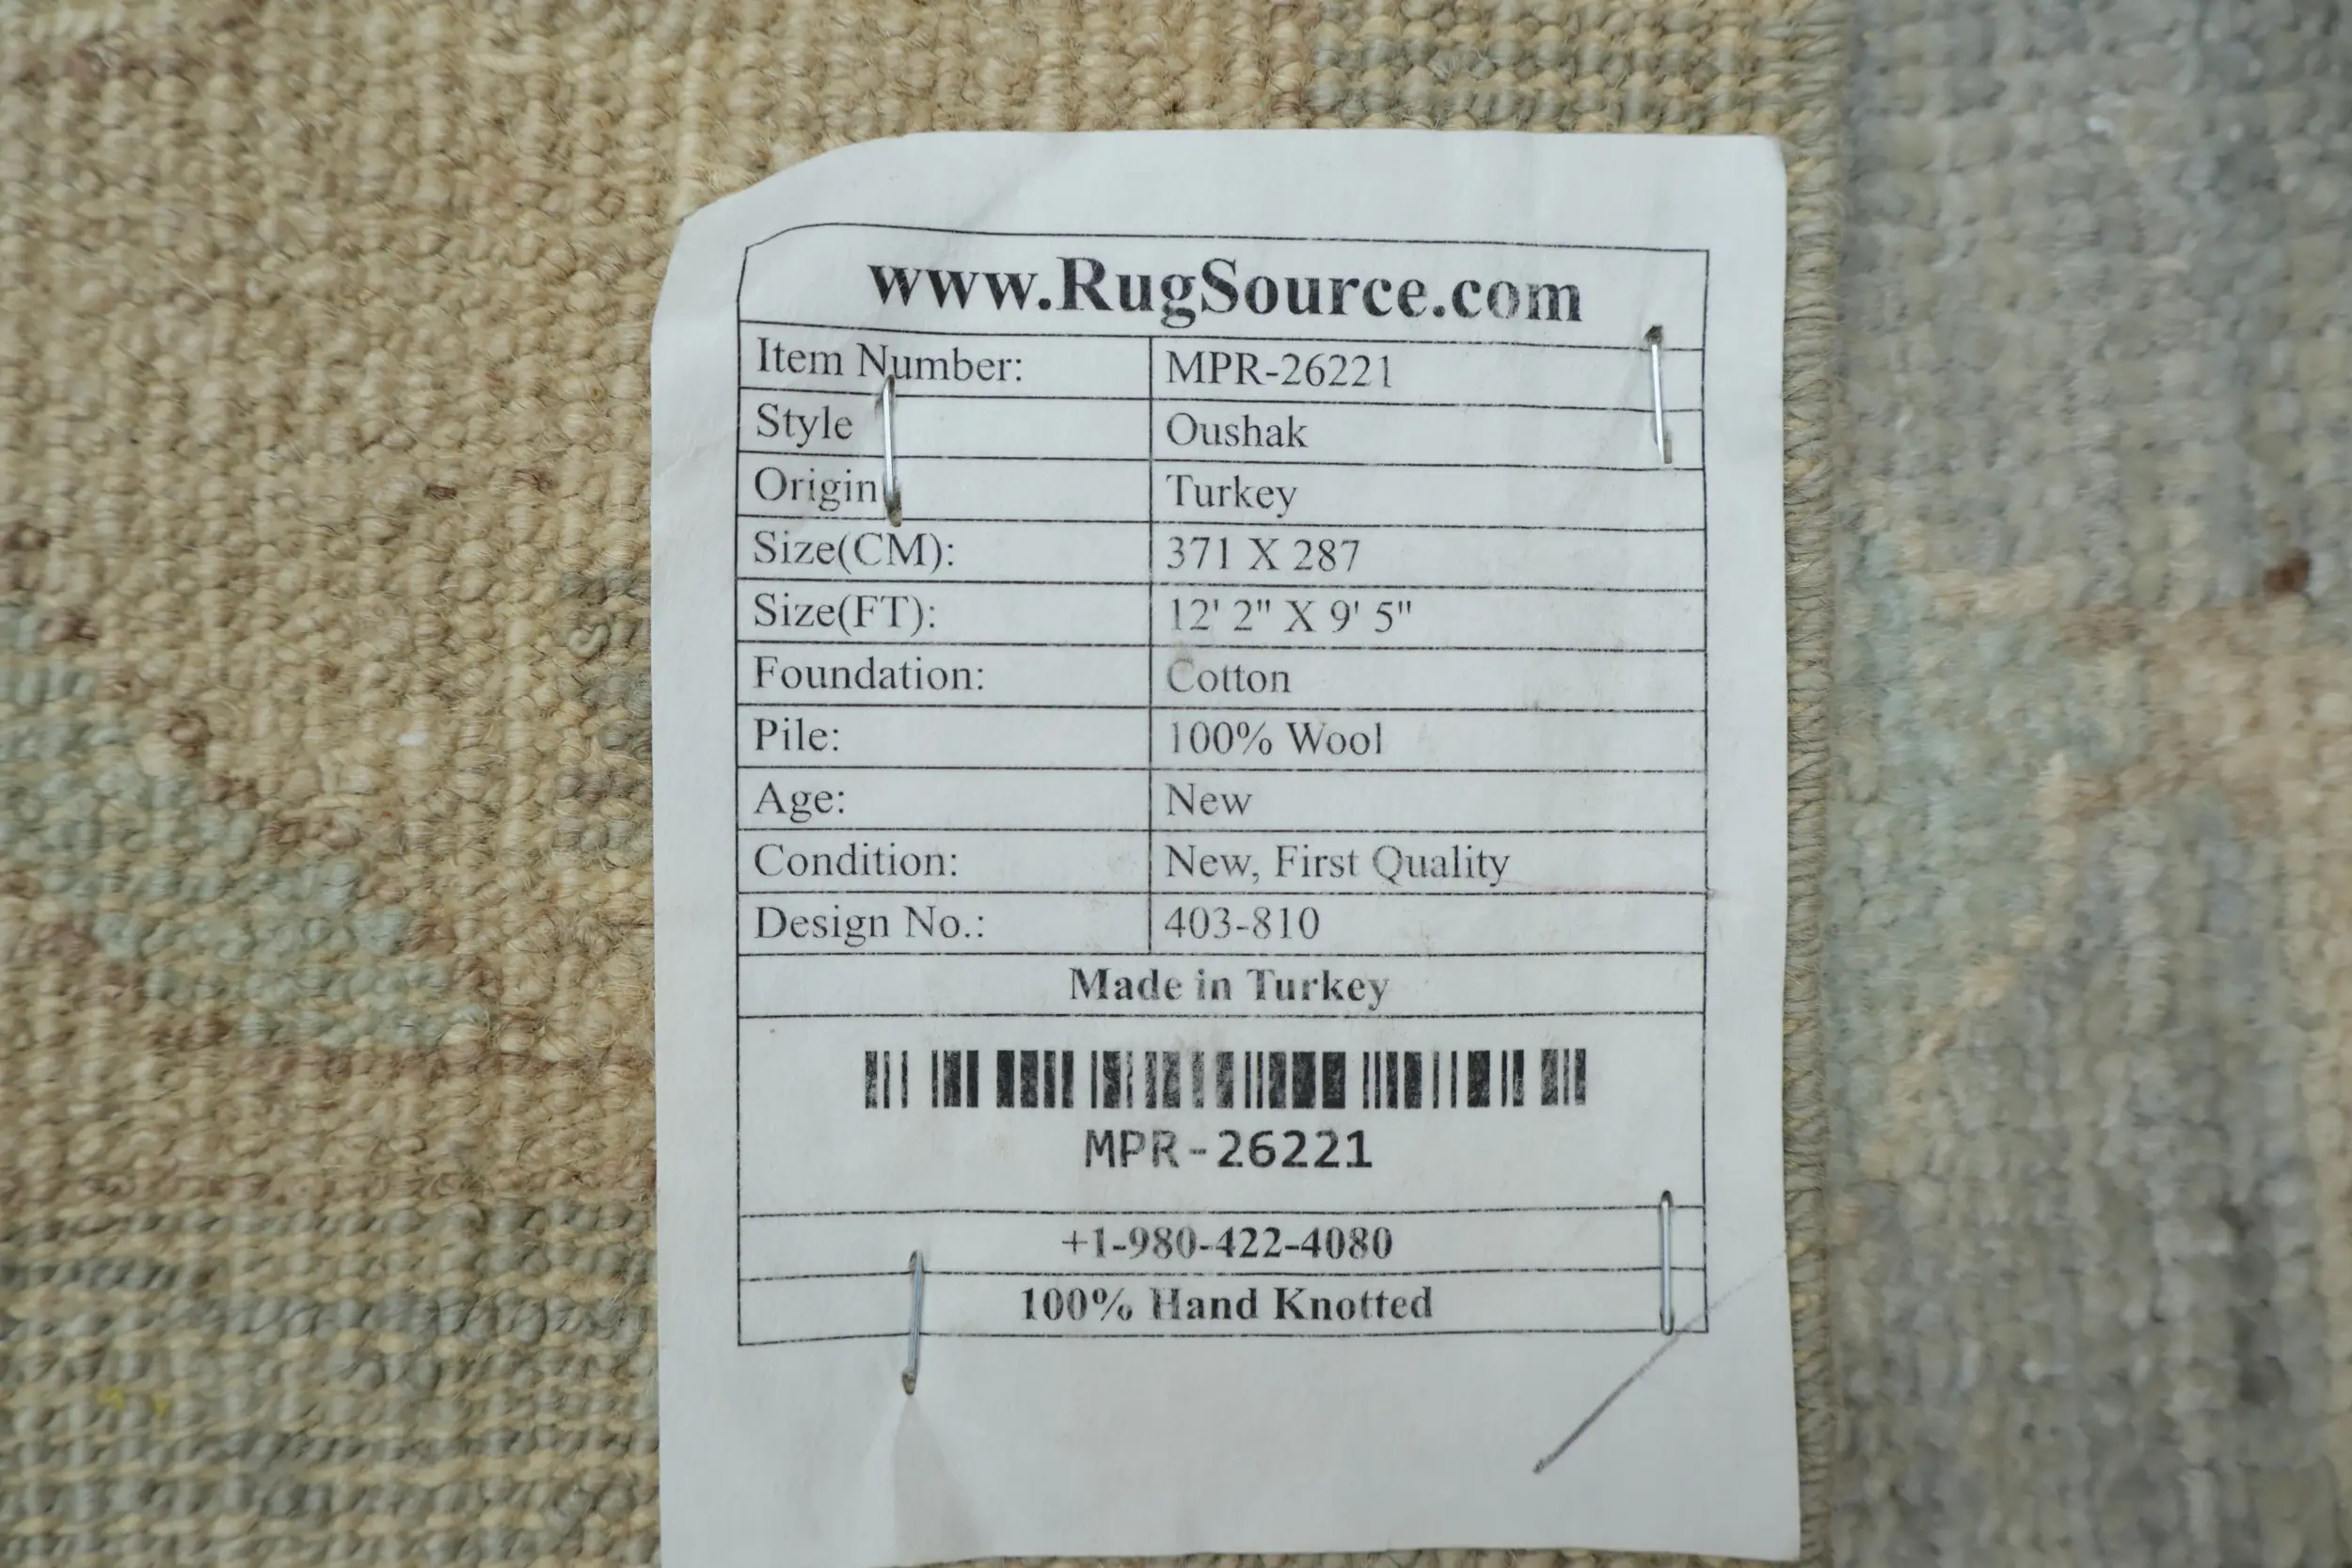 www.RugSource.com
Item Number: MPR-26221
Style Oushak
Origin Turkey
Size(CM): 371 X 287
Size(FT): 12' 2" X 9' 5"
Foundation: Cotton
Pile: 100% Wool
Age: New
Condition: New, First Quality
Design No.: 403-810
Made in Turkey
MPR-26221
+1-980-422-4080
100% Hand Knotted